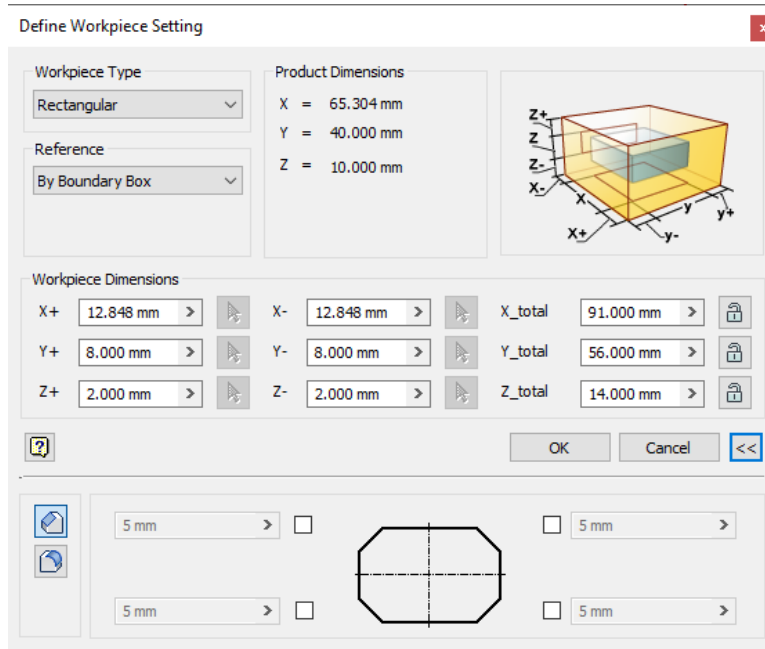 Define Workpiece Setting
x
Workpiece Type
Rectangular
Reference
By Boundary Box
Product Dimensions
X = 65.304 mm
Y = 40.000 mm
Z = 10.000 mm
Z+
Z
Z-
X-
X
X+
y-
y
y+
Workpiece Dimensions
X+ 12.848 mm > X- 12.848 mm > X_total 91.000 mm >
Y+ 8.000 mm > Y- 8.000 mm > Y_total 56.000 mm >
Z+ 2.000 mm > Z- 2.000 mm > Z_total 14.000 mm >
? OK Cancel <<
5 mm > 5 mm >
5 mm > 5 mm >